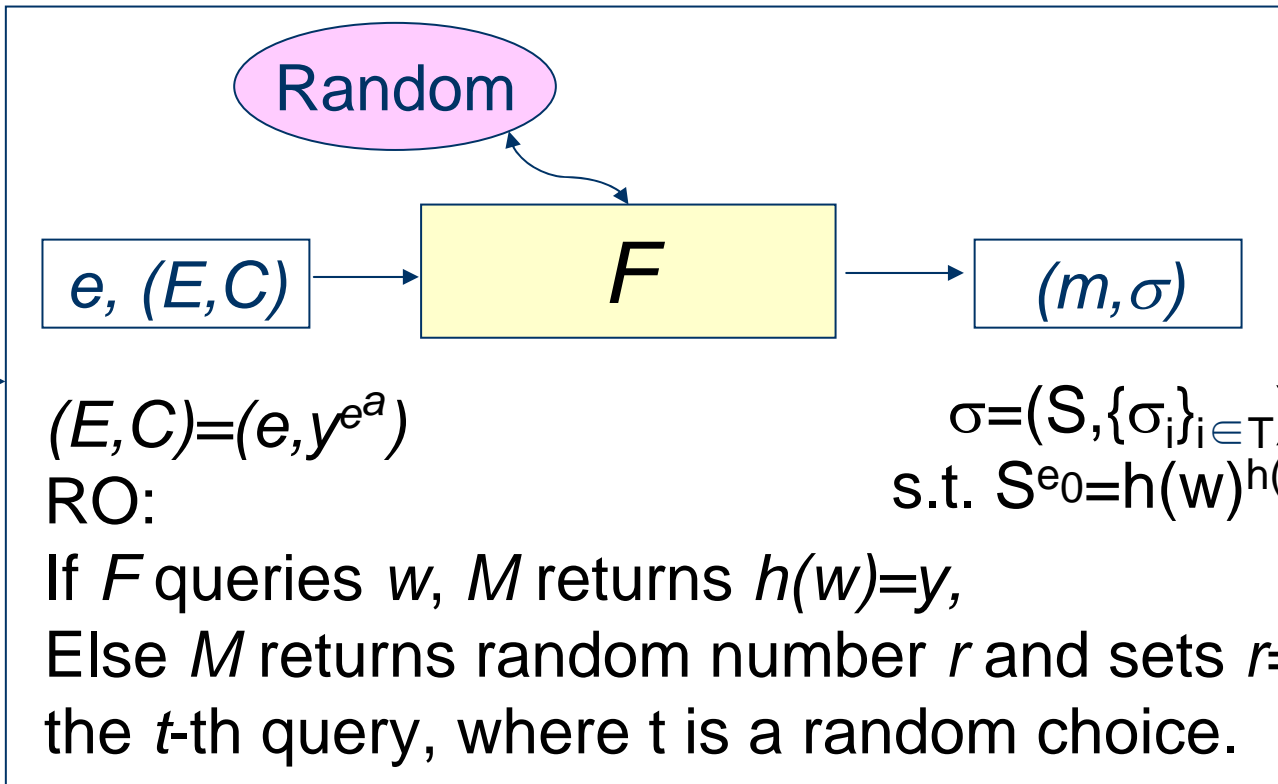 Random
e, (E,C)
F
(m,σ)
(E,C)=(e,y^{e^a})
σ=(S,{σ_i}_{i∈T}
RO:
s.t. S^{e_0}=h(w)^{h(
If F queries w, M returns h(w)=y,
Else M returns random number r and sets r=
the t-th query, where t is a random choice.